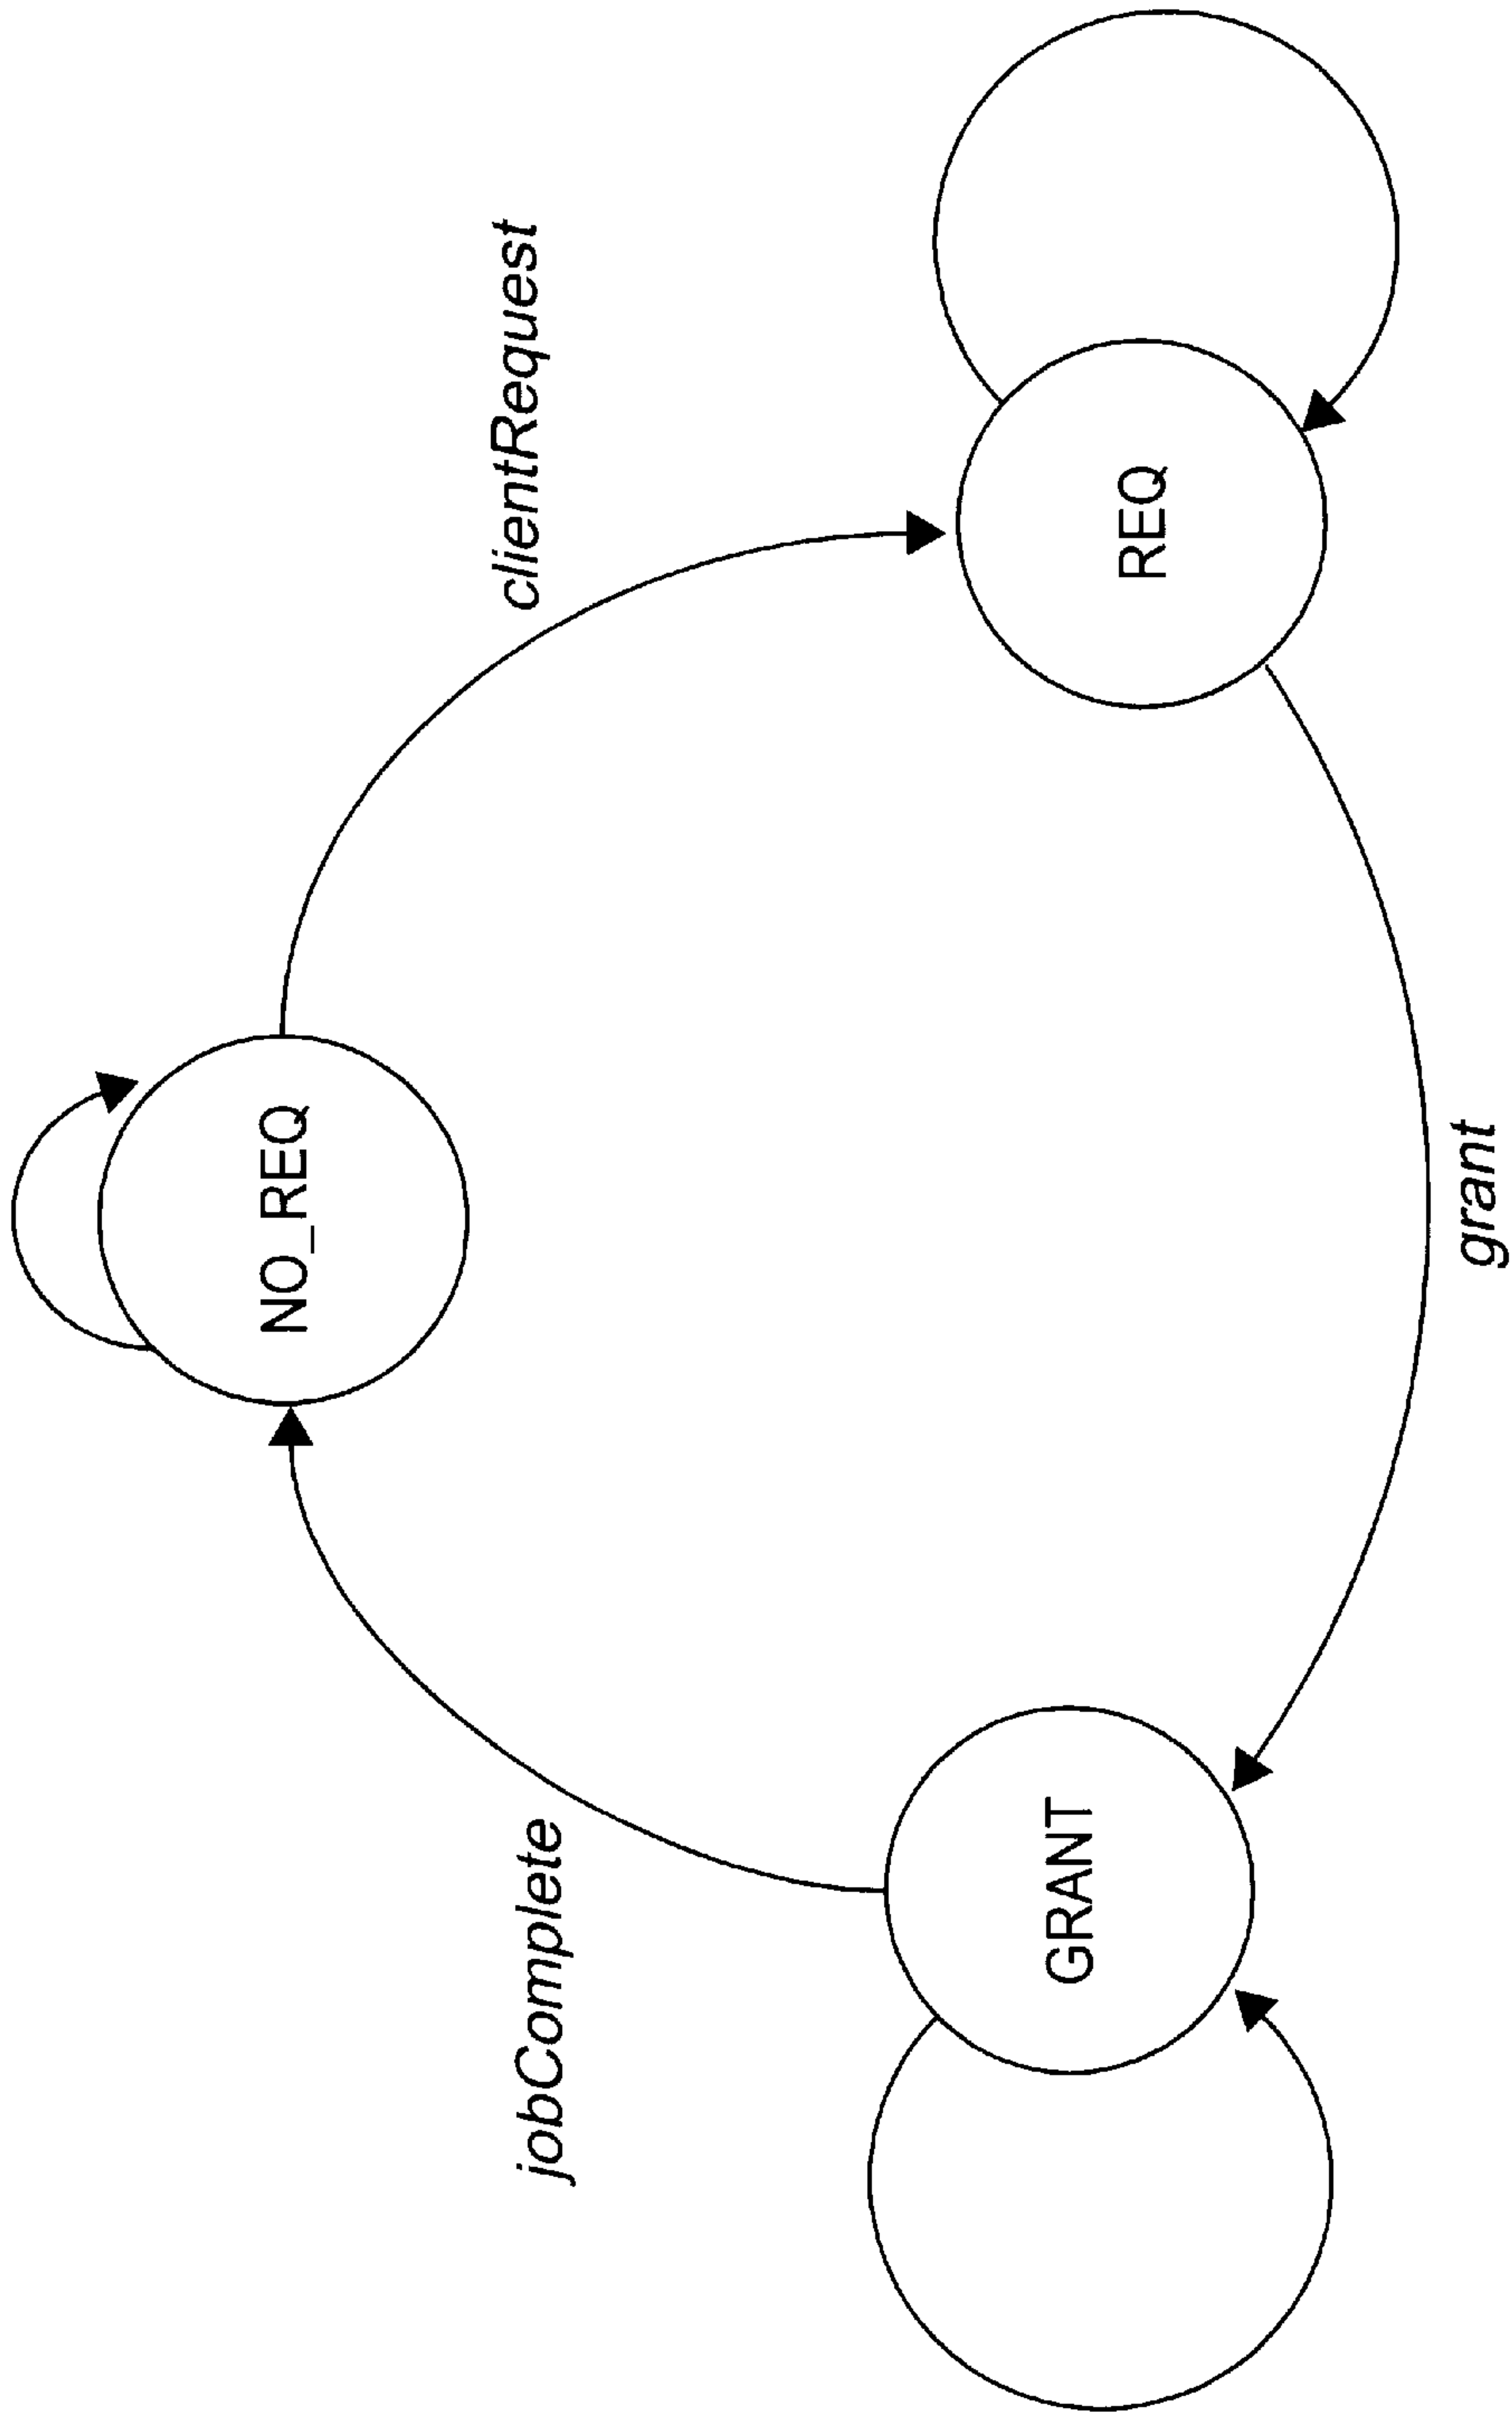 NO_REQ
clientRequest
jobComplete
REQ
GRANT
grant